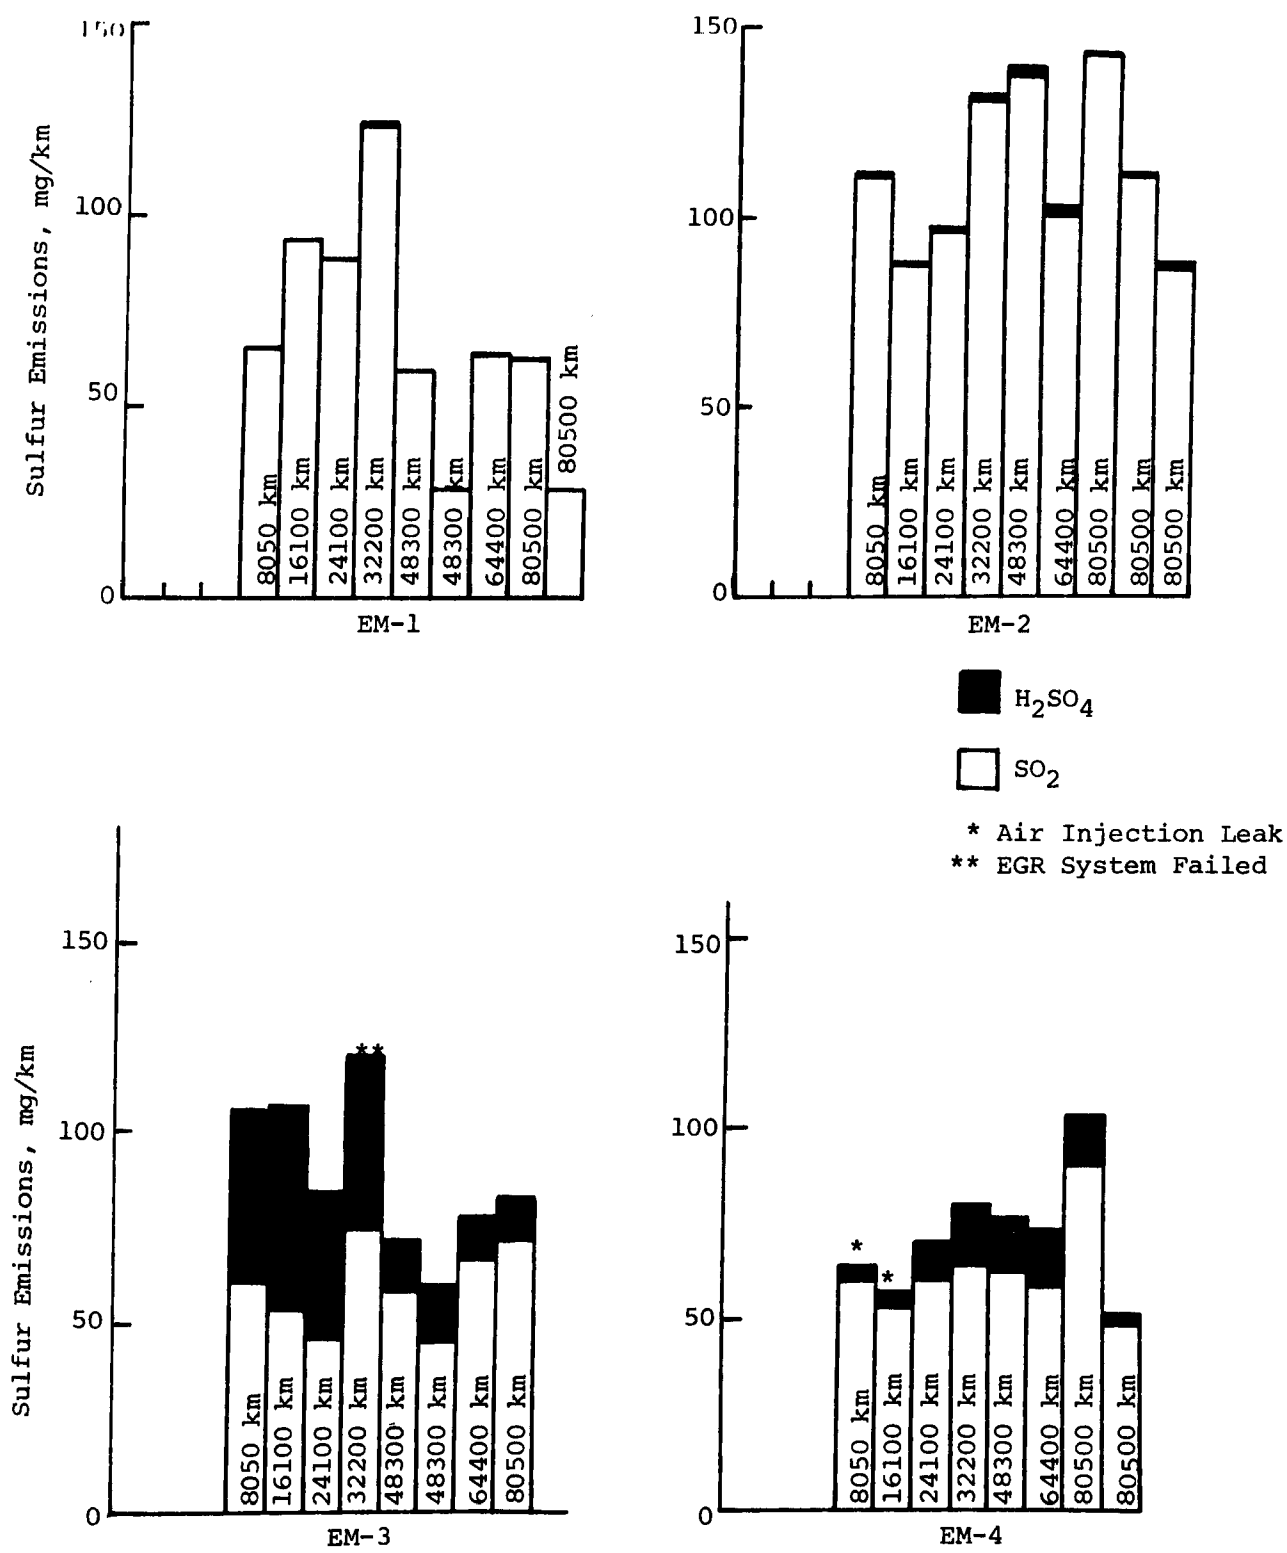 150
100
50
0
Sulfur Emissions, mg/km
8050 km
16100 km
24100 km
32200 km
48300 km
48300 km
64400 km
80500 km
80500 km
EM-1
150
100
50
0
8050 km
16100 km
24100 km
32200 km
48300 km
64400 km
80500 km
80500 km
80500 km
EM-2
H2SO4
SO2
* Air Injection Leak
** EGR System Failed
150
100
50
0
Sulfur Emissions, mg/km
**
8050 km
16100 km
24100 km
32200 km
48300 km
48300 km
64400 km
80500 km
EM-3
150
100
50
0
*
*
8050 km
16100 km
24100 km
32200 km
48300 km
64400 km
80500 km
80500 km
EM-4